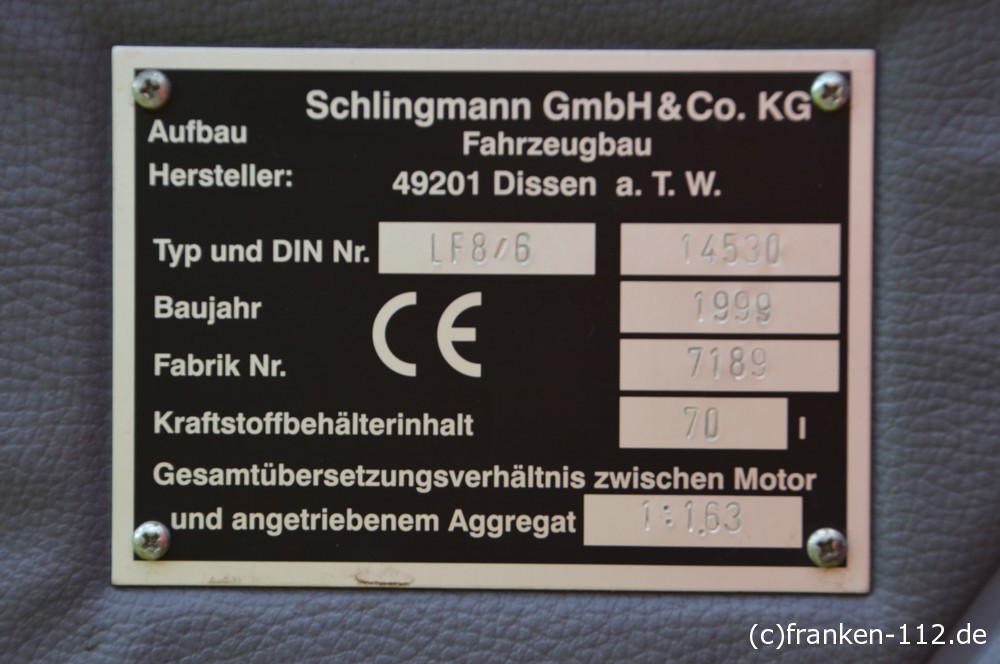 Schlingmann GmbH & Co. KG
Aufbau Fahrzeugbau
Hersteller: 49201 Dissen a. T. W.
Typ und DIN Nr. LF8/6 14530
Baujahr 1999
CE
Fabrik Nr. 7189
Kraftstoffbehälterinhalt 70 l
Gesamtübersetzungsverhältnis zwischen Motor
und angetriebenem Aggregat 1:1,63
(c)franken-112.de